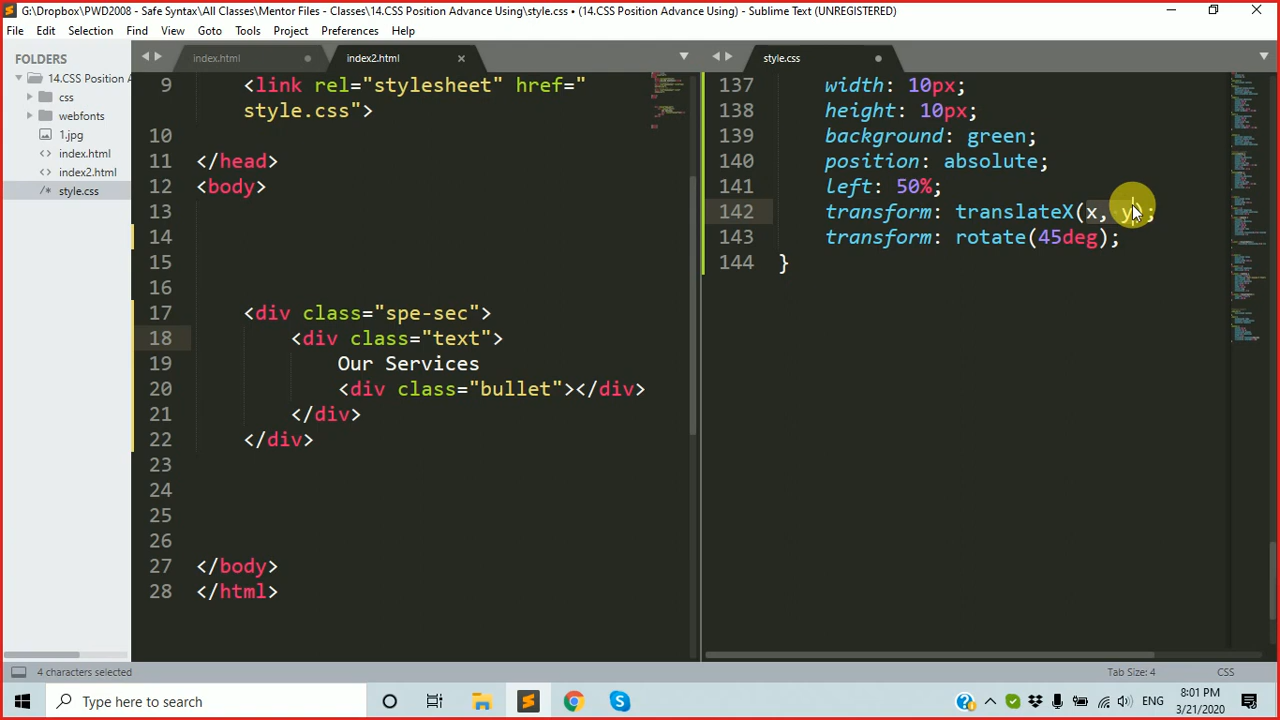 G:\Dropbox\PWD2008 - Safe Syntax\All Classes\Mentor Files - Classes\14.CSS Position Advance Using\style.css • (14.CSS Position Advance Using) - Sublime Text (UNREGISTERED)
File Edit Selection Find View Goto Tools Project Preferences Help
FOLDERS
14.CSS Position A
css
webfonts
1.jpg
index.html
index2.html
style.css
index.html index2.html
9 <link rel="stylesheet" href="
style.css">
10
11 </head>
12 <body>
13
14
15
16
17 <div class="spe-sec">
18 <div class="text">
19 Our Services
20 <div class="bullet"></div>
21 </div>
22 </div>
23
24
25
26
27 </body>
28 </html>
style.css
137 width: 10px;
138 height: 10px;
139 background: green;
140 position: absolute;
141 left: 50%;
142 transform: translateX(x, y);
143 transform: rotate(45deg);
144 }
4 characters selected
Tab Size: 4 CSS
Type here to search
ENG
8:01 PM
3/21/2020